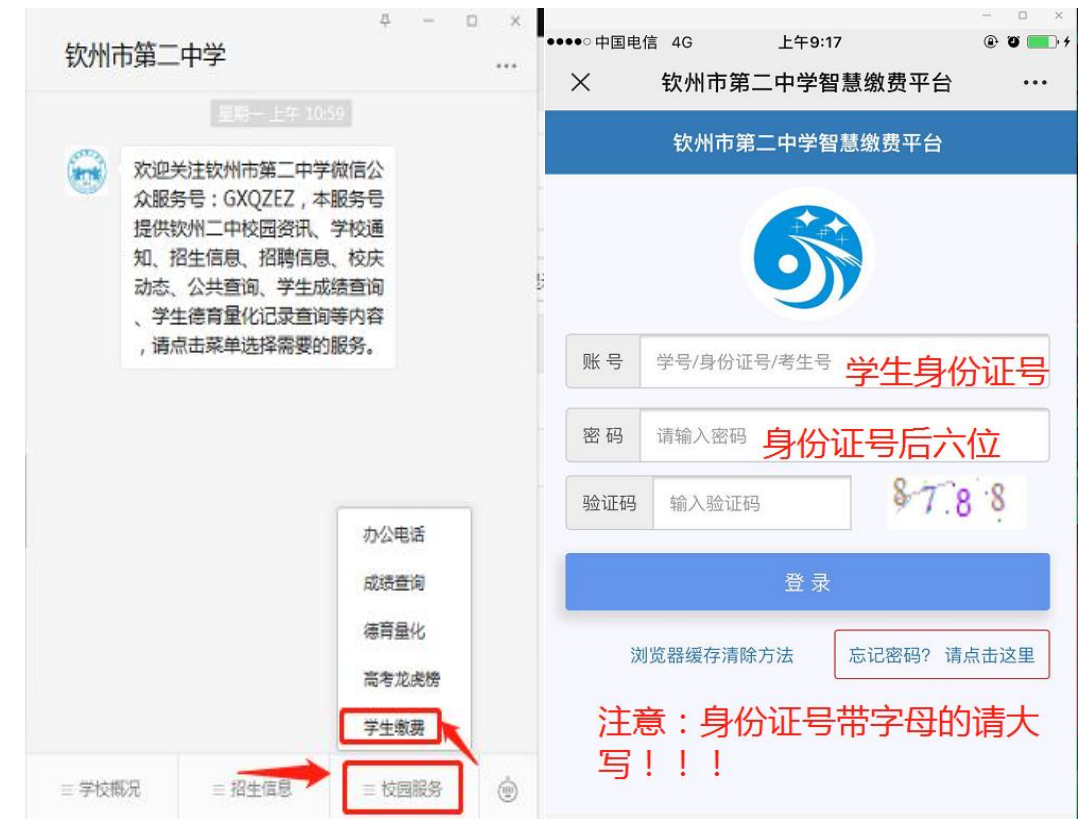 钦州市第二中学
...
星期一 上午 10:59
欢迎关注钦州市第二中学微信公
众服务号：GXQZEZ，本服务号
提供钦州二中校园资讯、学校通
知、招生信息、招聘信息、校庆
动态、公共查询、学生成绩查询
、学生德育量化记录查询等内容
，请点击菜单选择需要的服务。
办公电话
成绩查询
德育量化
高考龙虎榜
学生缴费
学校概况
招生信息
校园服务
中国电信 4G 上午9:17
钦州市第二中学智慧缴费平台 ...
钦州市第二中学智慧缴费平台
账 号 学号/身份证号/考生号 学生身份证号
密 码 请输入密码 身份证号后六位
验证码 输入验证码 8 7.8 8
登 录
浏览器缓存清除方法 忘记密码？ 请点击这里
注意：身份证号带字母的请大
写！！！